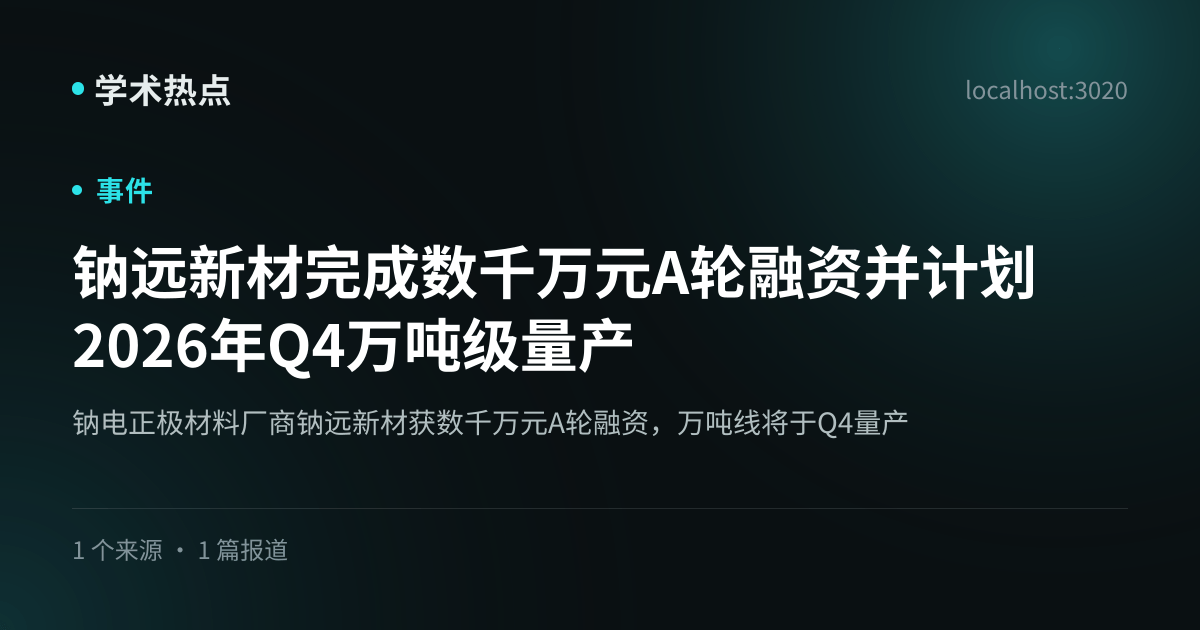 学术热点
localhost:3020
事件
钠远新材完成数千万元A轮融资并计划
2026年Q4万吨级量产
钠电正极材料厂商钠远新材获数千万元A轮融资，万吨线将于Q4量产
1 个来源 · 1 篇报道